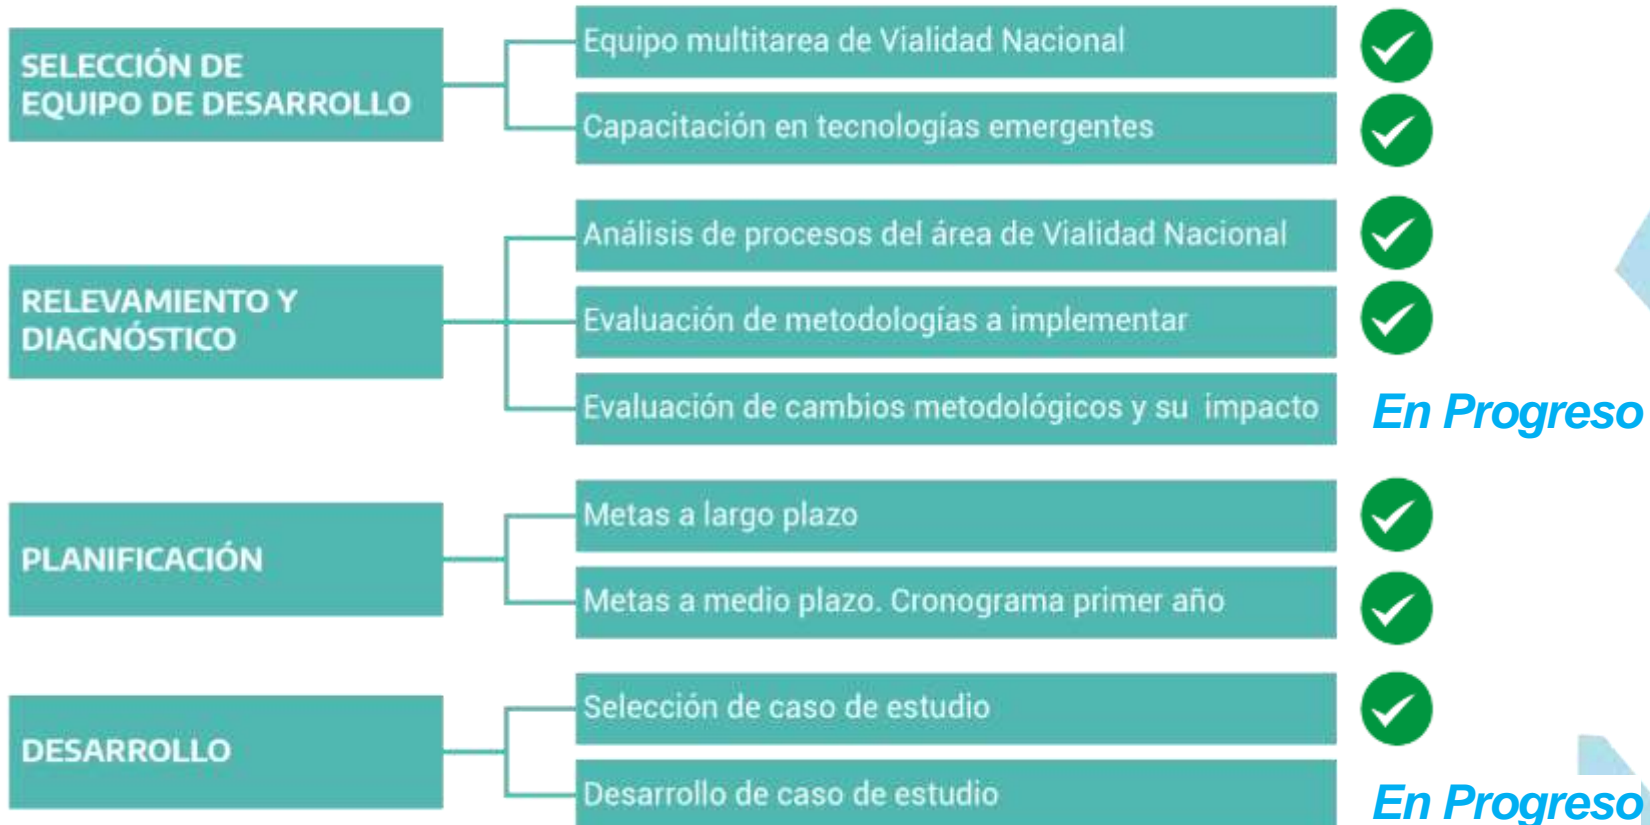 SELECCIÓN DE
EQUIPO DE DESARROLLO
Equipo multitarea de Vialidad Nacional
Capacitación en tecnologías emergentes
RELEVAMIENTO Y
DIAGNÓSTICO
Análisis de procesos del área de Vialidad Nacional
Evaluación de metodologías a implementar
Evaluación de cambios metodológicos y su impacto
En Progreso
PLANIFICACIÓN
Metas a largo plazo
Metas a medio plazo. Cronograma primer año
DESARROLLO
Selección de caso de estudio
Desarrollo de caso de estudio
En Progreso